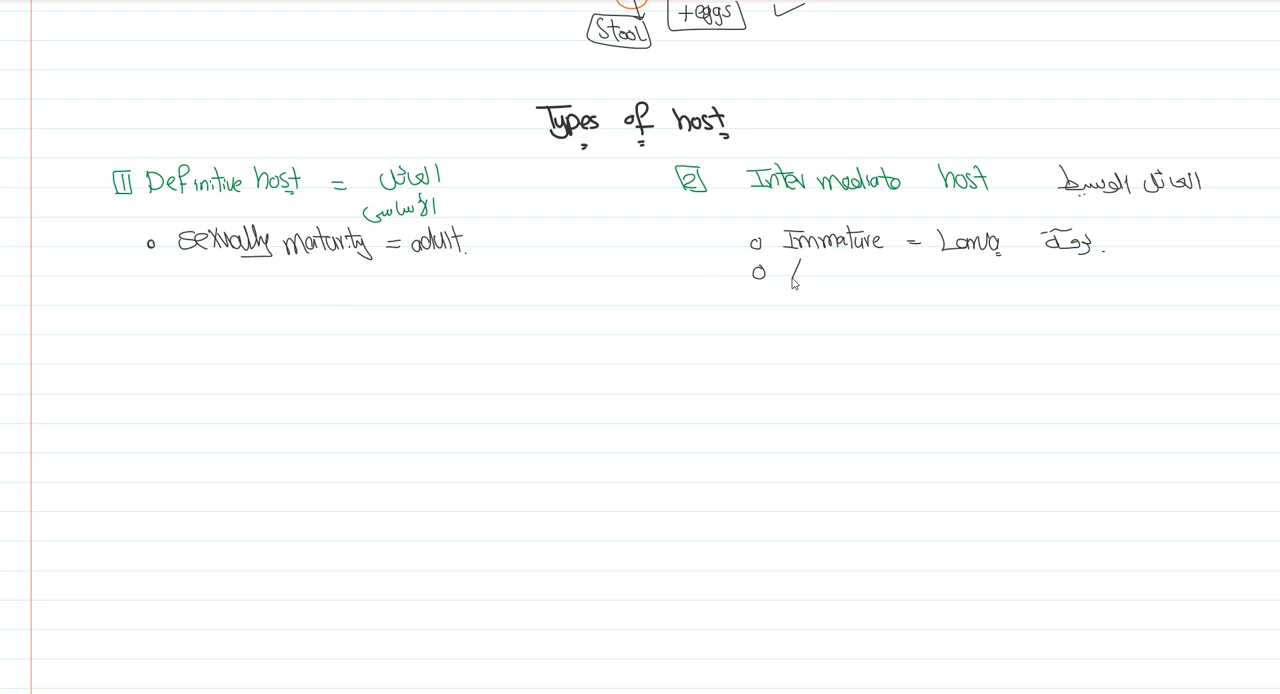 Stool +eggs
Types of host
1 Definitive host = العائل
الأساسى
sexually maturity = adult.
2 Intermediate host العائل الوسيط
Immature = Larva يرقة.